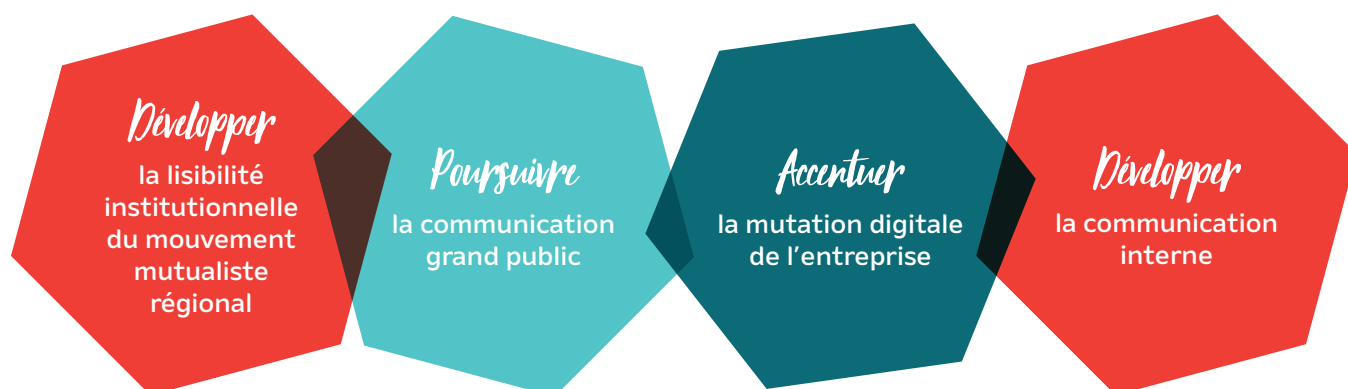 Développer
la lisibilité
institutionnelle
du mouvement
mutualiste
régional
Poursuivre
la communication
grand public
Accentuer
la mutation digitale
de l’entreprise
Développer
la communication
interne